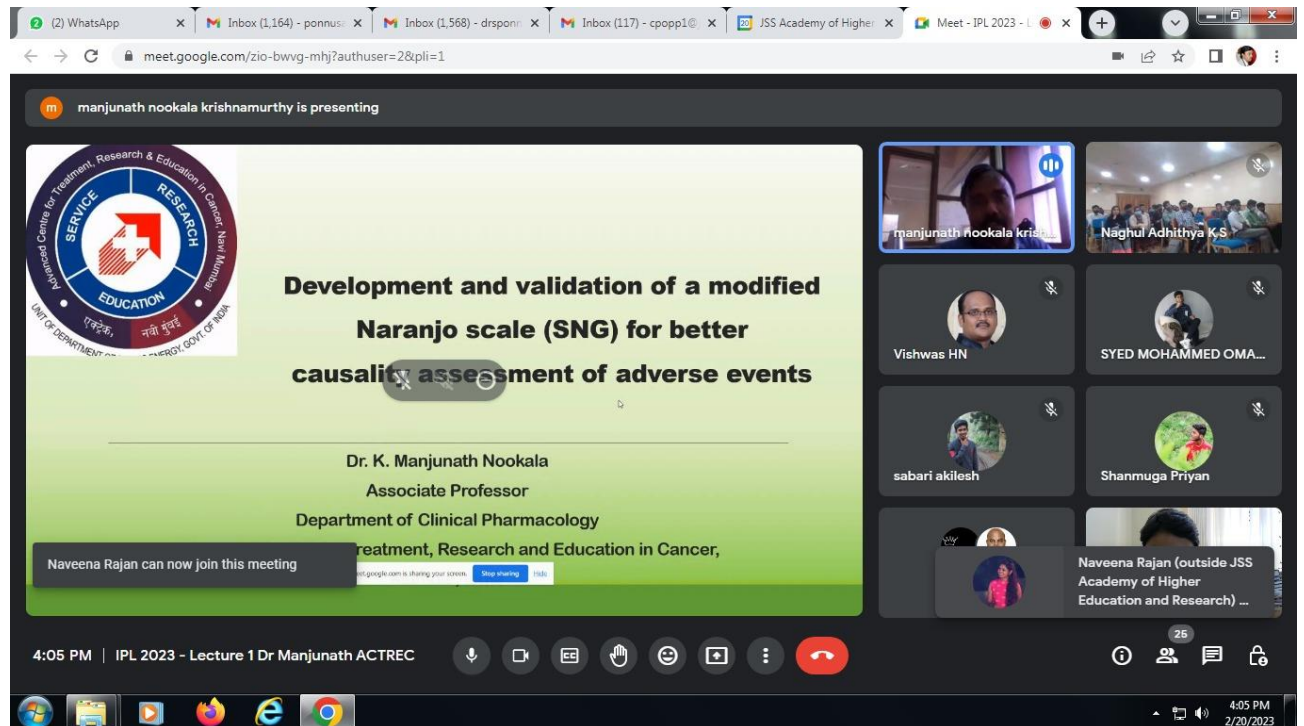 (2) WhatsApp
Inbox (1,164) - ponnus
Inbox (1,568) - drsponn
Inbox (117) - cpopp1@
JSS Academy of Higher
Meet - IPL 2023 - L
meet.google.com/zio-bwvg-mhj?authuser=2&pli=1
m
manjunath nookala krishnamurthy is presenting
Advanced Centre for Treatment, Research & Education in Cancer, Navi Mumbai
SERVICE
RESEARCH
EDUCATION
एक्ट्रेक, नवी मुंबई
UNIT OF DEPARTMENT
ENERGY, GOVT. OF INDIA
Development and validation of a modified
Naranjo scale (SNG) for better
causality assessment of adverse events
Dr. K. Manjunath Nookala
Associate Professor
Department of Clinical Pharmacology
reatment, Research and Education in Cancer,
Naveena Rajan can now join this meeting
eet.google.com is sharing your screen.
Stop sharing
Hide
manjunath nookala krish...
Naghul Adhithya K S
Vishwas HN
SYED MOHAMMED OMA...
sabari akilesh
Shanmuga Priyan
Naveena Rajan (outside JSS
Academy of Higher
Education and Research) ...
4:05 PM | IPL 2023 - Lecture 1 Dr Manjunath ACTREC
CC
26
4:05 PM
2/20/2023